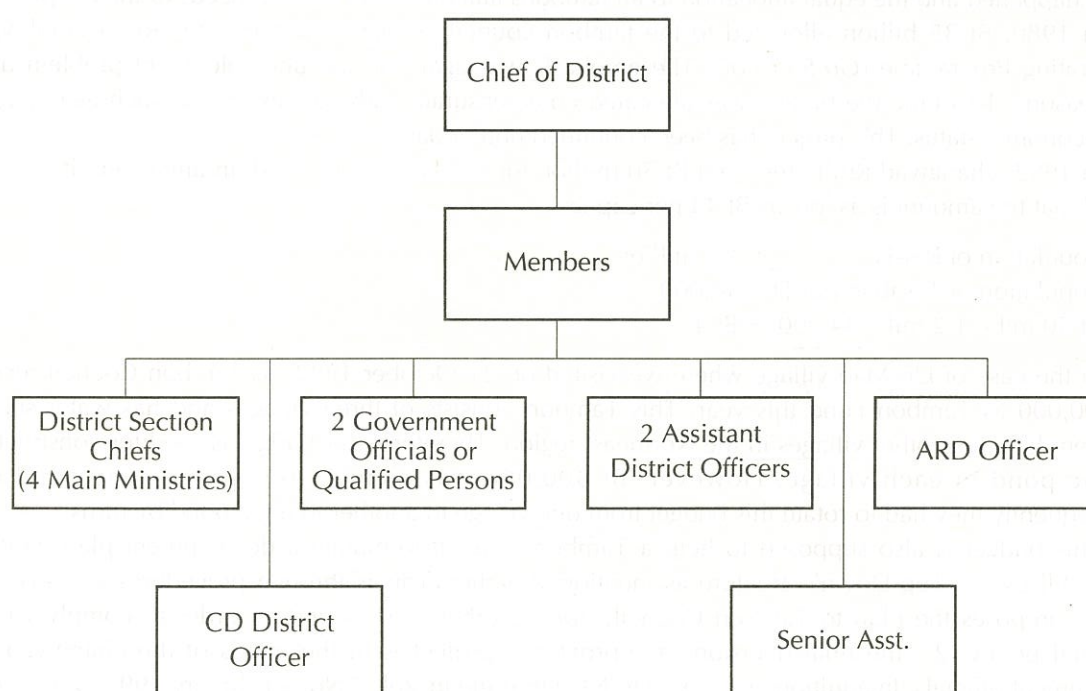 Chief of District
Members
District Section
Chiefs
(4 Main Ministries)
2 Government
Officials or
Qualified Persons
2 Assistant
District Officers
ARD Officer
CD District
Officer
Senior Asst.